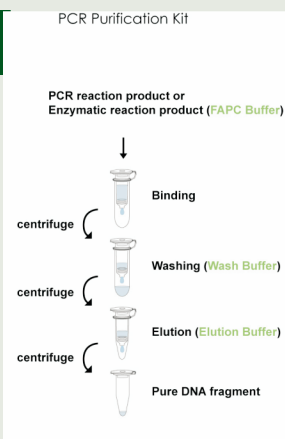 PCR Purification Kit
PCR reaction product or
Enzymatic reaction product (FAPC Buffer)
Binding
centrifuge
Washing (Wash Buffer)
centrifuge
Elution (Elution Buffer)
centrifuge
Pure DNA fragment